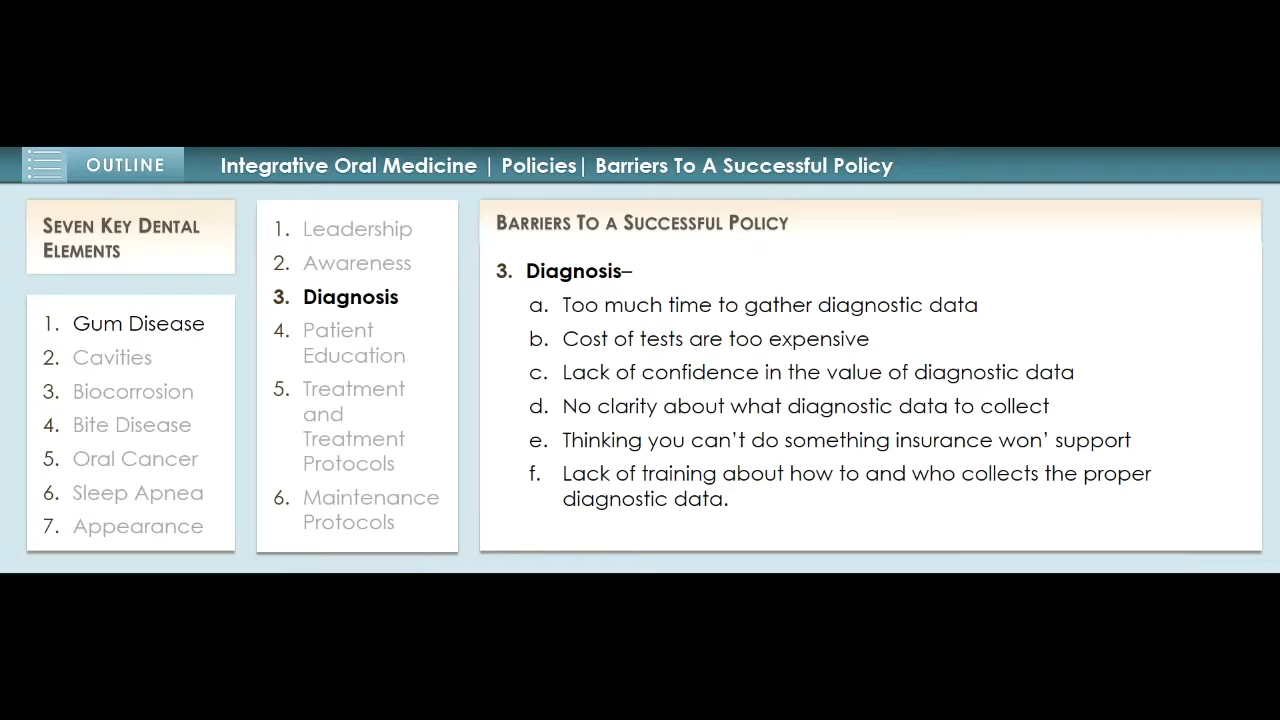 OUTLINE
Integrative Oral Medicine | Policies| Barriers To A Successful Policy
SEVEN KEY DENTAL
ELEMENTS
1. Gum Disease
2. Cavities
3. Biocorrosion
4. Bite Disease
5. Oral Cancer
6. Sleep Apnea
7. Appearance
1. Leadership
2. Awareness
3. Diagnosis
4. Patient
Education
5. Treatment
and
Treatment
Protocols
6. Maintenance
Protocols
BARRIERS TO A SUCCESSFUL POLICY
3. Diagnosis–
a. Too much time to gather diagnostic data
b. Cost of tests are too expensive
c. Lack of confidence in the value of diagnostic data
d. No clarity about what diagnostic data to collect
e. Thinking you can’t do something insurance won’ support
f. Lack of training about how to and who collects the proper
diagnostic data.